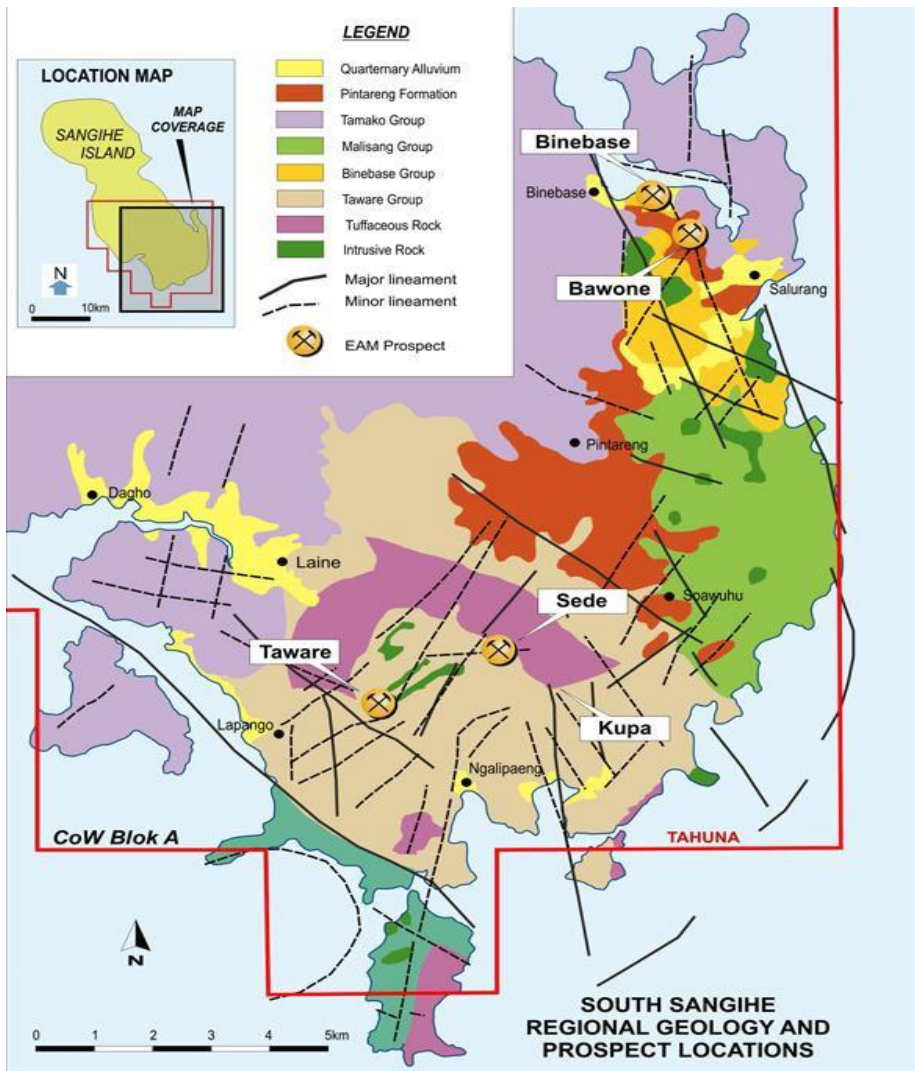 LEGEND
Quarternary Alluvium
Pintareng Formation
Tamako Group
Malisang Group
Binebase Group
Taware Group
Tuffaceous Rock
Intrusive Rock
Major lineament
Minor lineament
EAM Prospect
LOCATION MAP
MAP
COVERAGE
SANGIHE
ISLAND
N
0 10km
Binebase
Binebase
Bawone
Salurang
Pintareng
Dagho
Laine
Soawuhu
Sede
Taware
Kupa
Lapango
Ngalipaeng
CoW Blok A
TAHUNA
N
0 1 2 3 4 5km
SOUTH SANGIHE
REGIONAL GEOLOGY AND
PROSPECT LOCATIONS